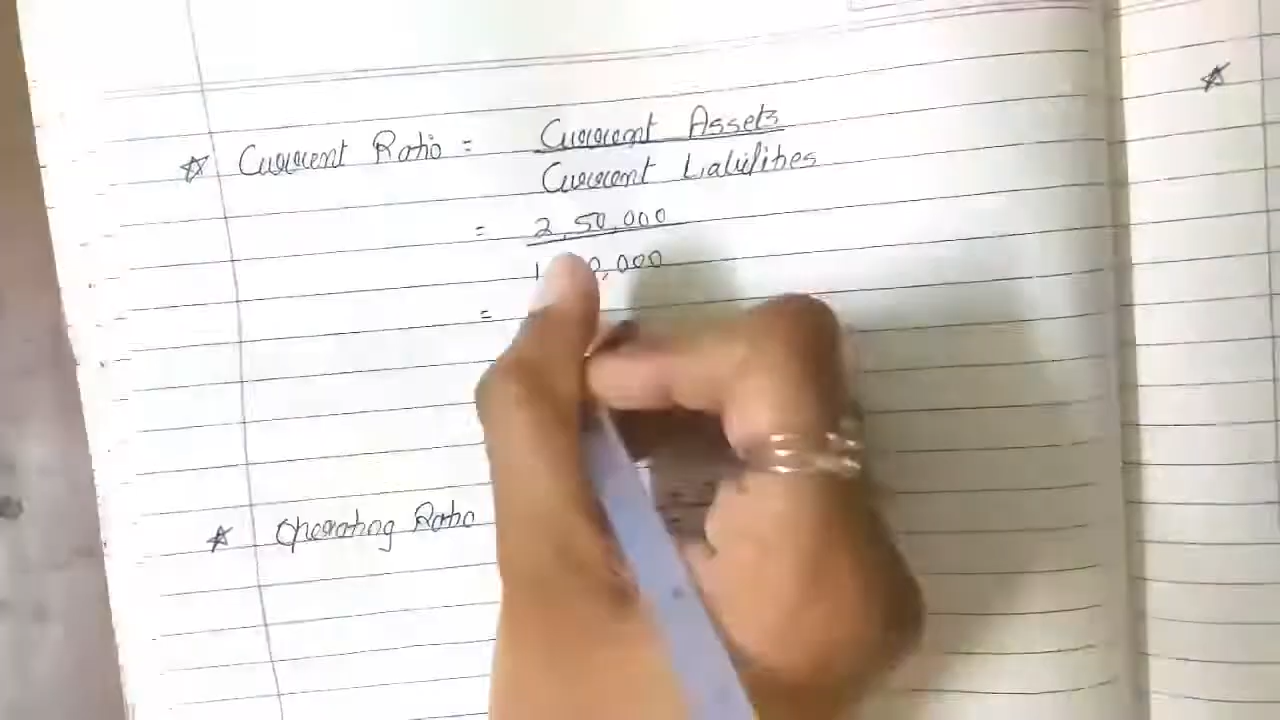 ☆ Current Ratio = Current Assets
Current Liabilities
= 2,50,000
=
☆ Operating Ratio
☆